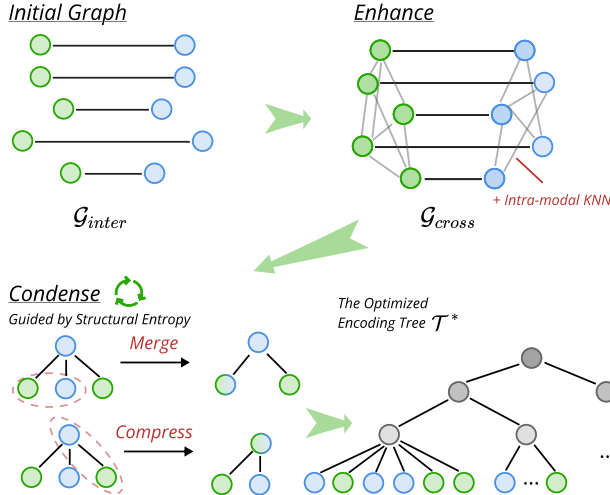 Initial Graph
Enhance
𝒢inter
𝒢cross
+ Intra-modal KNN
Condense
Guided by Structural Entropy
Merge
Compress
The Optimized
Encoding Tree 𝒯*
...
..